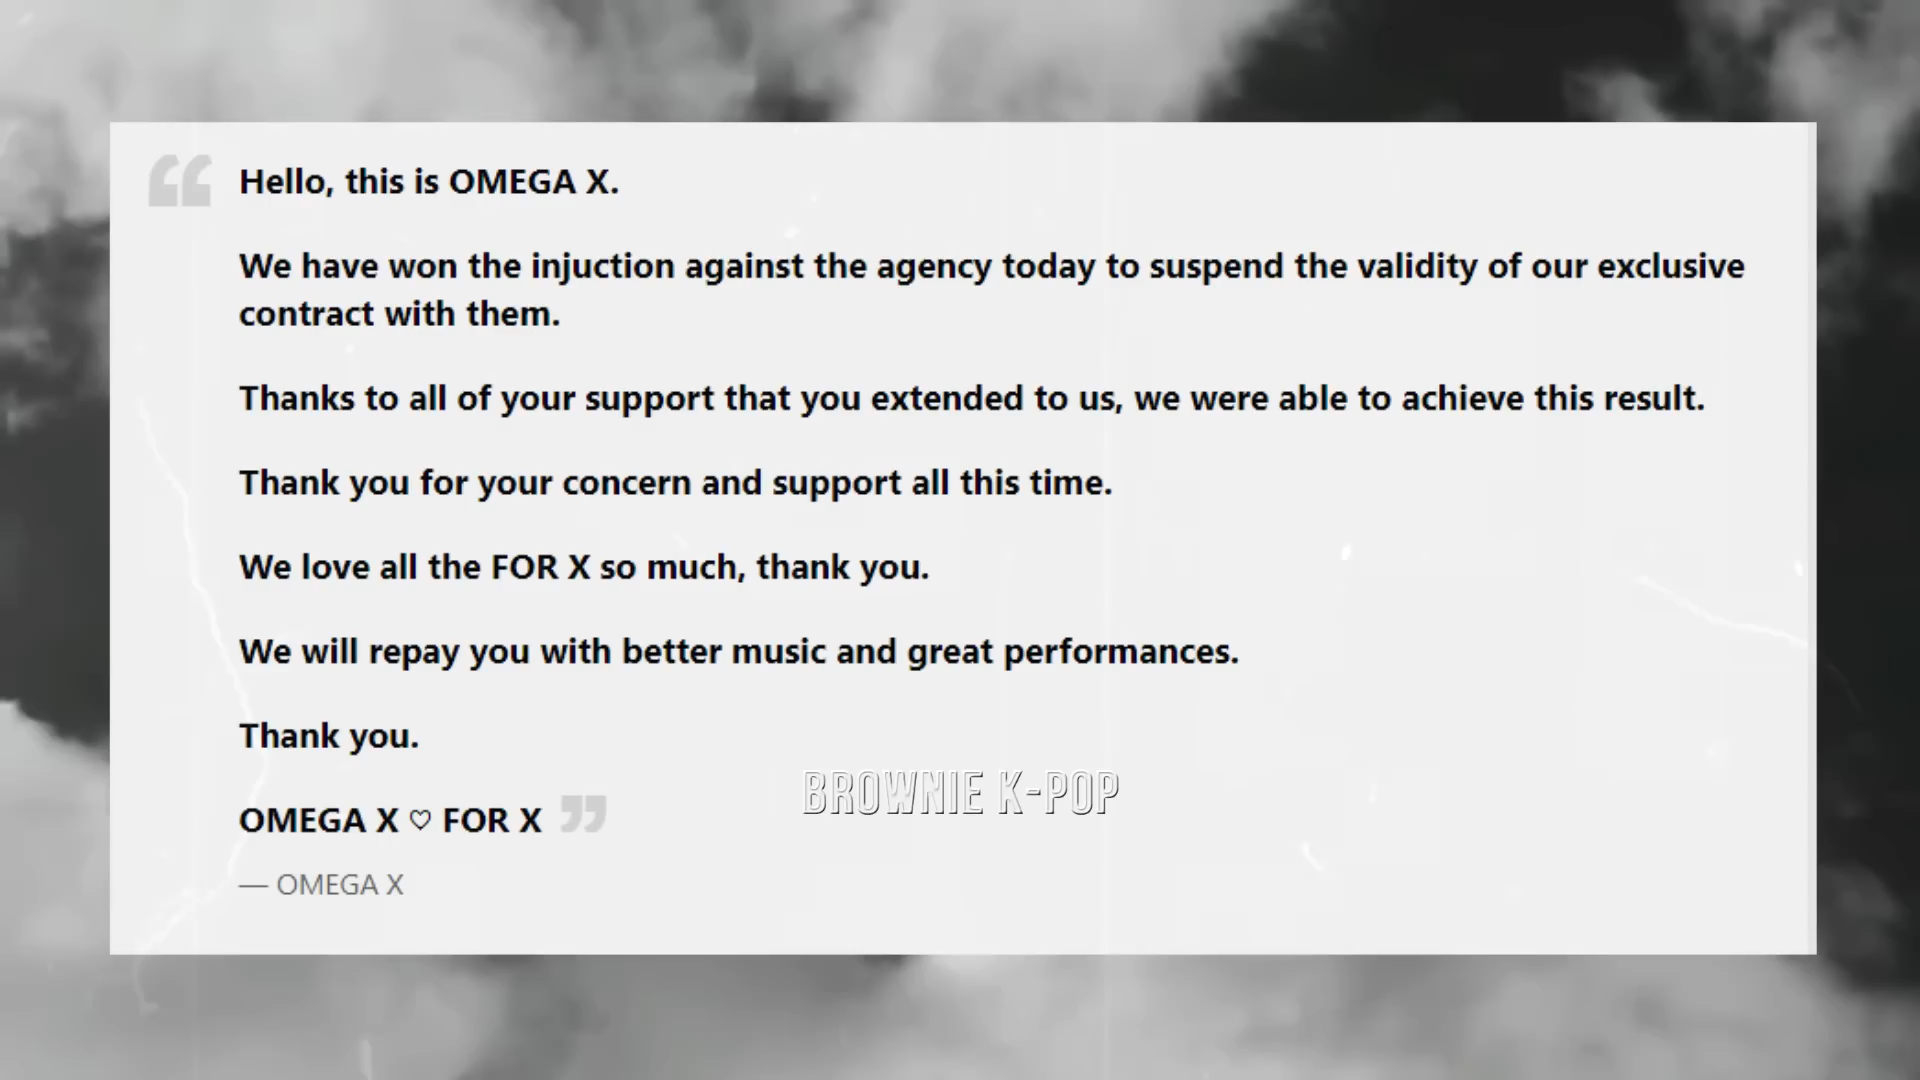 Hello, this is OMEGA X.
We have won the injuction against the agency today to suspend the validity of our exclusive
contract with them.
Thanks to all of your support that you extended to us, we were able to achieve this result.
Thank you for your concern and support all this time.
We love all the FOR X so much, thank you.
We will repay you with better music and great performances.
Thank you.
BROWNIE K-POP
OMEGA X ♡ FOR X
— OMEGA X